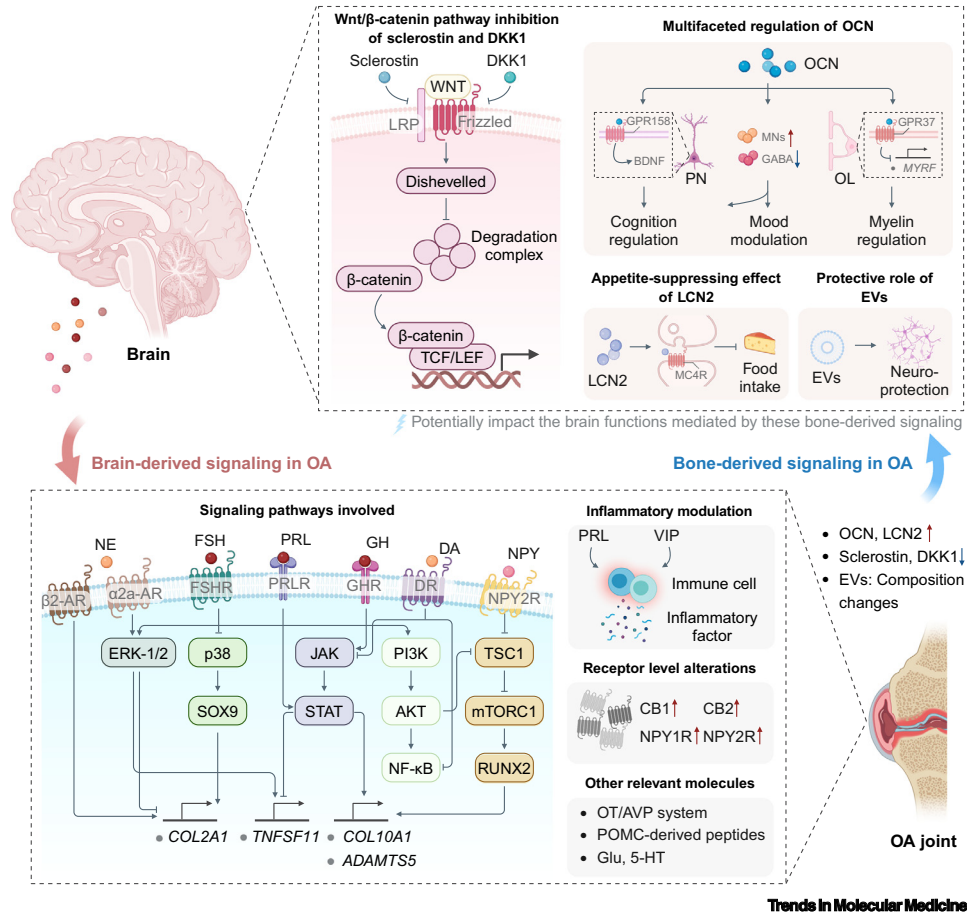 Wnt/β-catenin pathway inhibition
of sclerostin and DKK1
Sclerostin
DKK1
WNT
LRP
Frizzled
Dishevelled
Degradation
complex
β-catenin
β-catenin
TCF/LEF
Multifaceted regulation of OCN
OCN
GPR158
BDNF
PN
MNs
GABA
OL
GPR37
MYRF
Cognition
regulation
Mood
modulation
Myelin
regulation
Appetite-suppressing effect
of LCN2
LCN2
MC4R
Food
intake
Protective role of
EVs
EVs
Neuro-
protection
Brain
Potentially impact the brain functions mediated by these bone-derived signaling
Brain-derived signaling in OA
Bone-derived signaling in OA
Signaling pathways involved
NE
FSH
PRL
GH
DA
NPY
β2-AR
α2a-AR
FSHR
PRLR
GHR
DR
NPY2R
ERK-1/2
p38
JAK
PI3K
TSC1
SOX9
STAT
AKT
mTORC1
NF-κB
RUNX2
• COL2A1
• TNFSF11
• COL10A1
• ADAMTS5
Inflammatory modulation
PRL
VIP
Immune cell
Inflammatory
factor
Receptor level alterations
CB1↑ CB2↑
NPY1R↑ NPY2R↑
Other relevant molecules
• OT/AVP system
• POMC-derived peptides
• Glu, 5-HT
• OCN, LCN2 ↑
• Sclerostin, DKK1↓
• EVs: Composition
changes
OA joint
Trends in Molecular Medicine